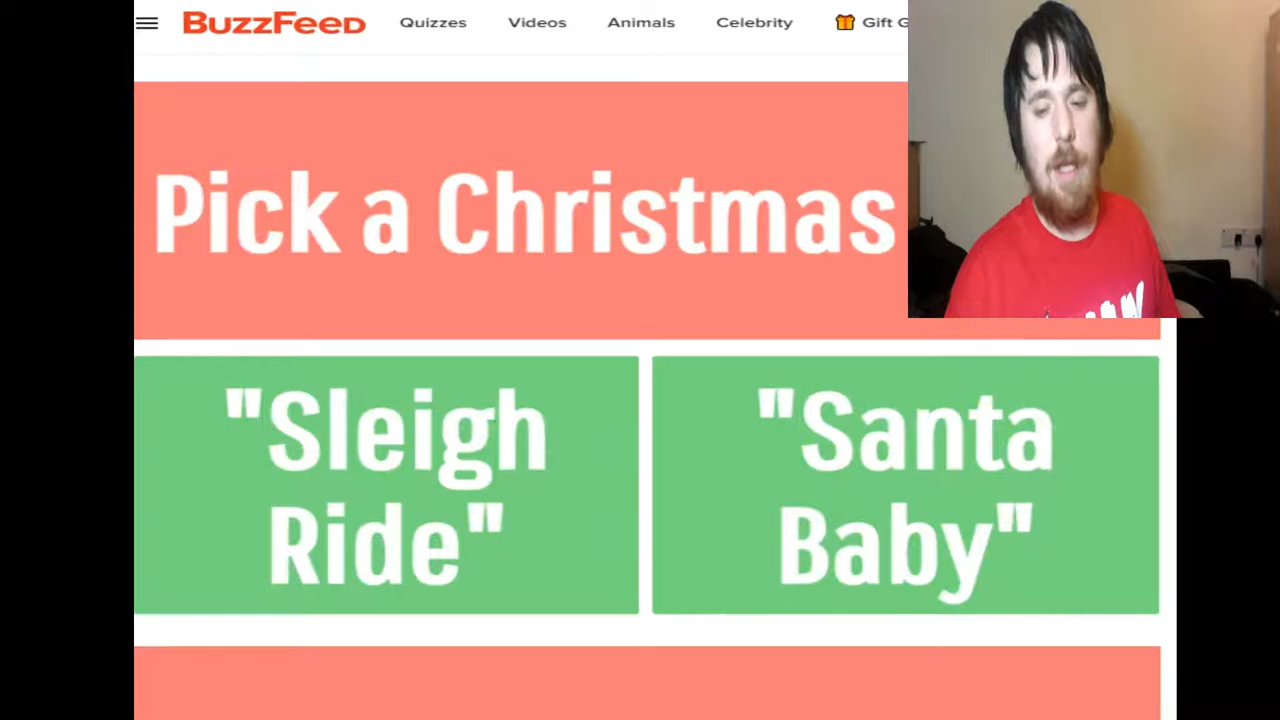 BuzzFeed Quizzes Videos Animals Celebrity Gift
Pick a Christmas
"Sleigh
Ride"
"Santa
Baby"